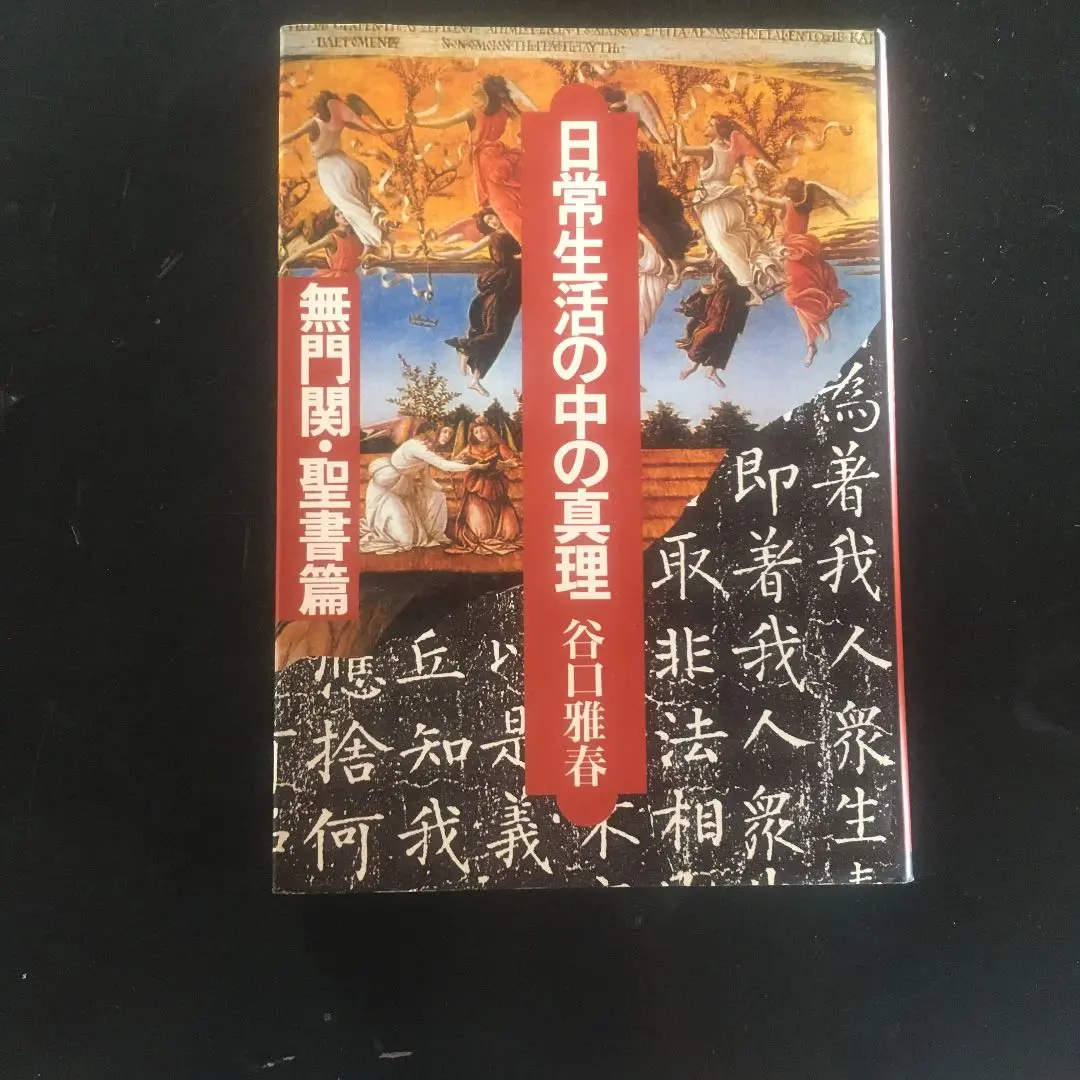 日常生活の中の真理
谷口雅春
無門関・聖書篇
為著我人衆生
即著我人衆
取非法相
不
以是義
丘知我
應捨何